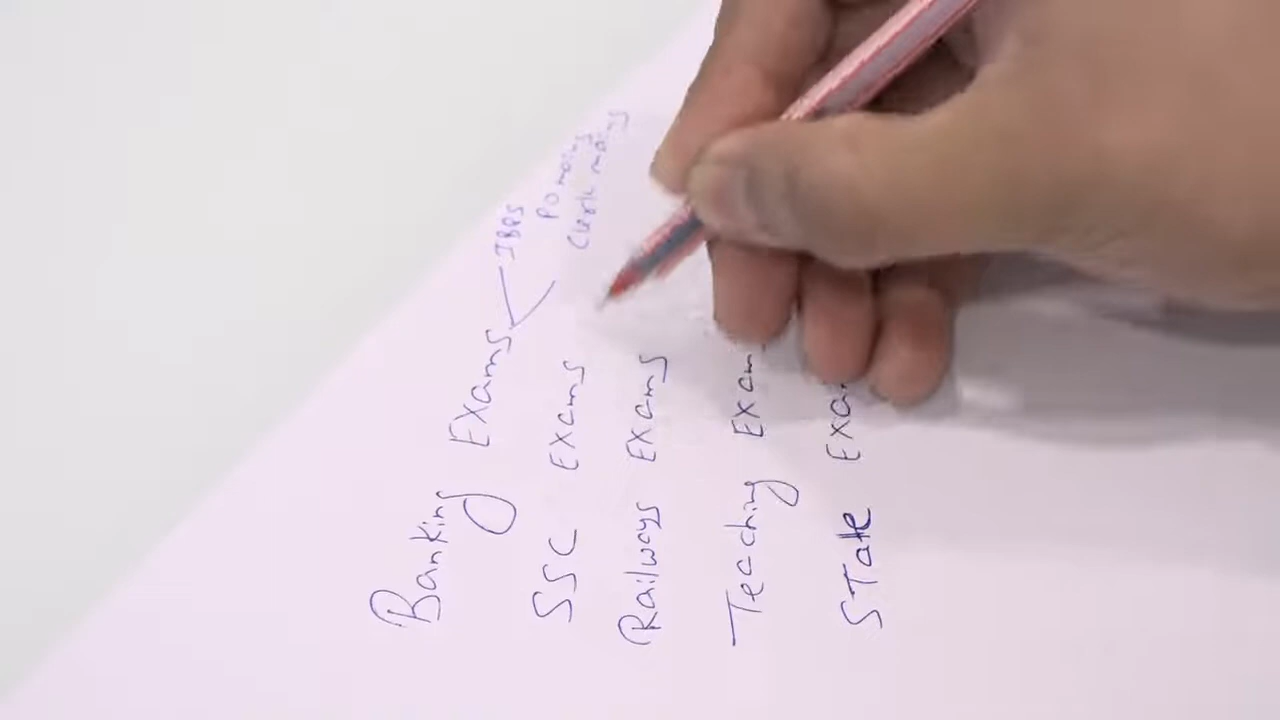 Banking Exams
IBPS
PO mains
Clerk mains
SSC Exams
Railways Exams
Teaching Exam
State Exa